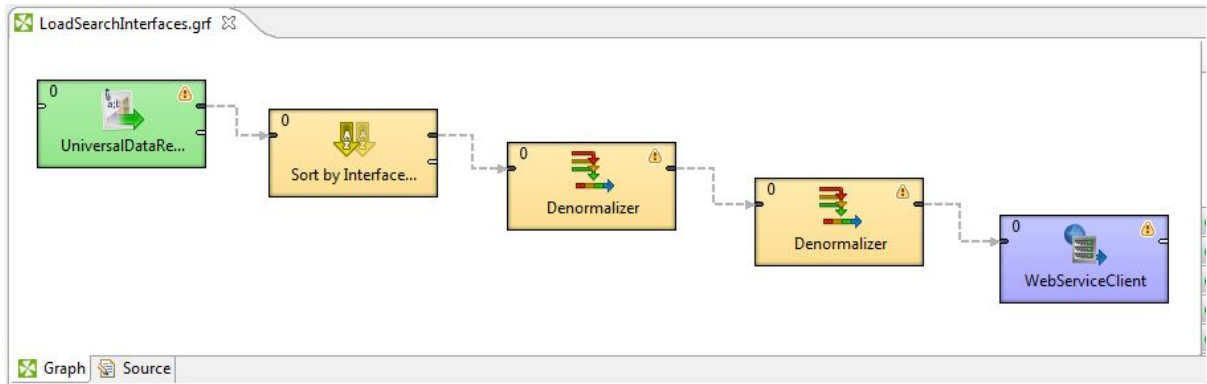 LoadSearchInterfaces.grf
0
UniversalDataRe...
0
Sort by Interface...
0
Denormalizer
0
Denormalizer
0
WebServiceClient
Graph
Source